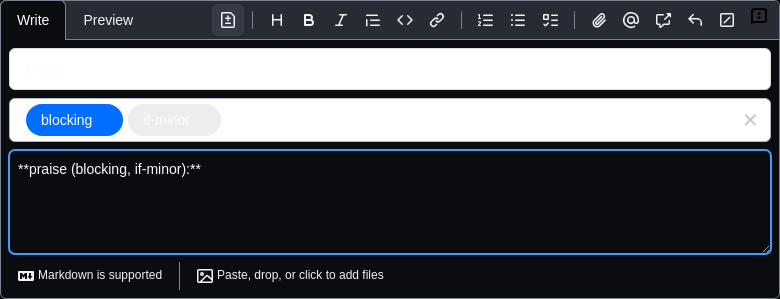 Write Preview
blocking if-minor
**praise (blocking, if-minor):**
Markdown is supported Paste, drop, or click to add files